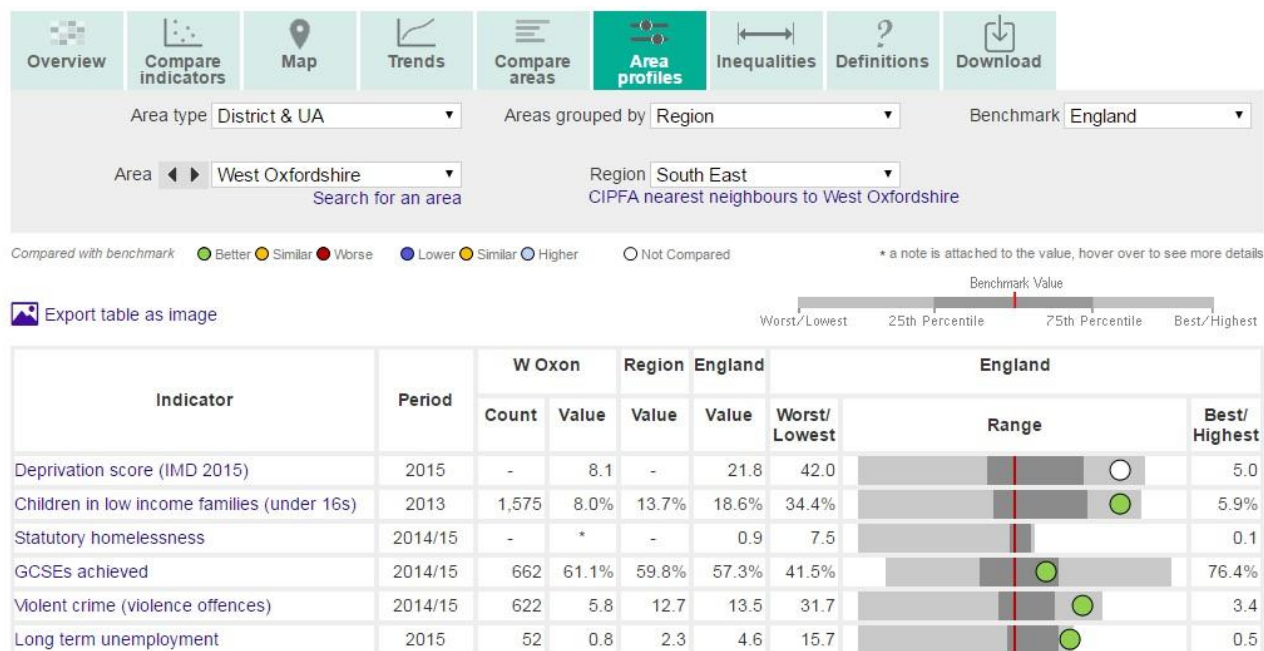 Overview Compare indicators Map Trends Compare areas Area profiles Inequalities Definitions Download
Area type District & UA Areas grouped by Region Benchmark England
Area West Oxfordshire Region South East
Search for an area CIPFA nearest neighbours to West Oxfordshire
Compared with benchmark Better Similar Worse Lower Similar Higher Not Compared * a note is attached to the value, hover over to see more details
Benchmark Value
Export table as image
Worst/Lowest 25th Percentile 75th Percentile Best/Highest
Indicator Period W Oxon Region England England
Count Value Value Value Worst/Lowest Range Best/Highest
Deprivation score (IMD 2015) 2015 - 8.1 - 21.8 42.0 5.0
Children in low income families (under 16s) 2013 1,575 8.0% 13.7% 18.6% 34.4% 5.9%
Statutory homelessness 2014/15 - * - 0.9 7.5 0.1
GCSEs achieved 2014/15 662 61.1% 59.8% 57.3% 41.5% 76.4%
Violent crime (violence offences) 2014/15 622 5.8 12.7 13.5 31.7 3.4
Long term unemployment 2015 52 0.8 2.3 4.6 15.7 0.5